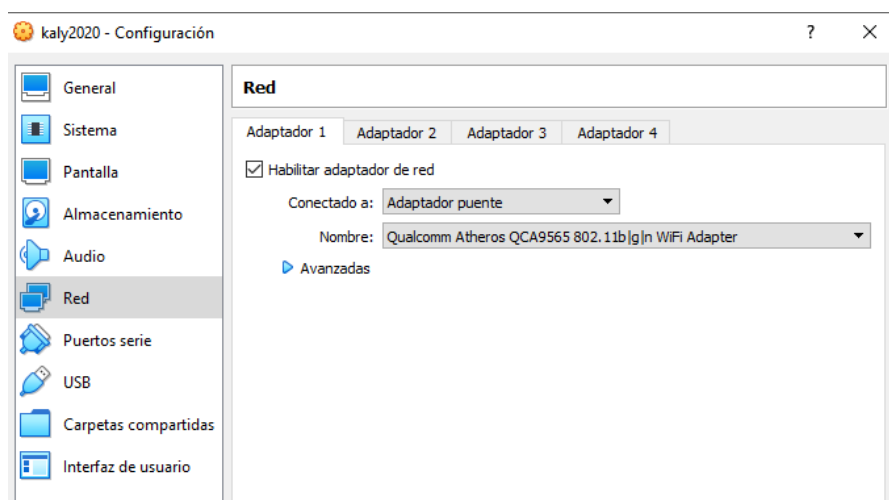 kaly2020 - Configuración
?
General
Sistema
Pantalla
Almacenamiento
Audio
Red
Puertos serie
USB
Carpetas compartidas
Interfaz de usuario
Red
Adaptador 1 Adaptador 2 Adaptador 3 Adaptador 4
Habilitar adaptador de red
Conectado a: Adaptador puente
Nombre: Qualcomm Atheros QCA9565 802.11b|g|n WiFi Adapter
Avanzadas